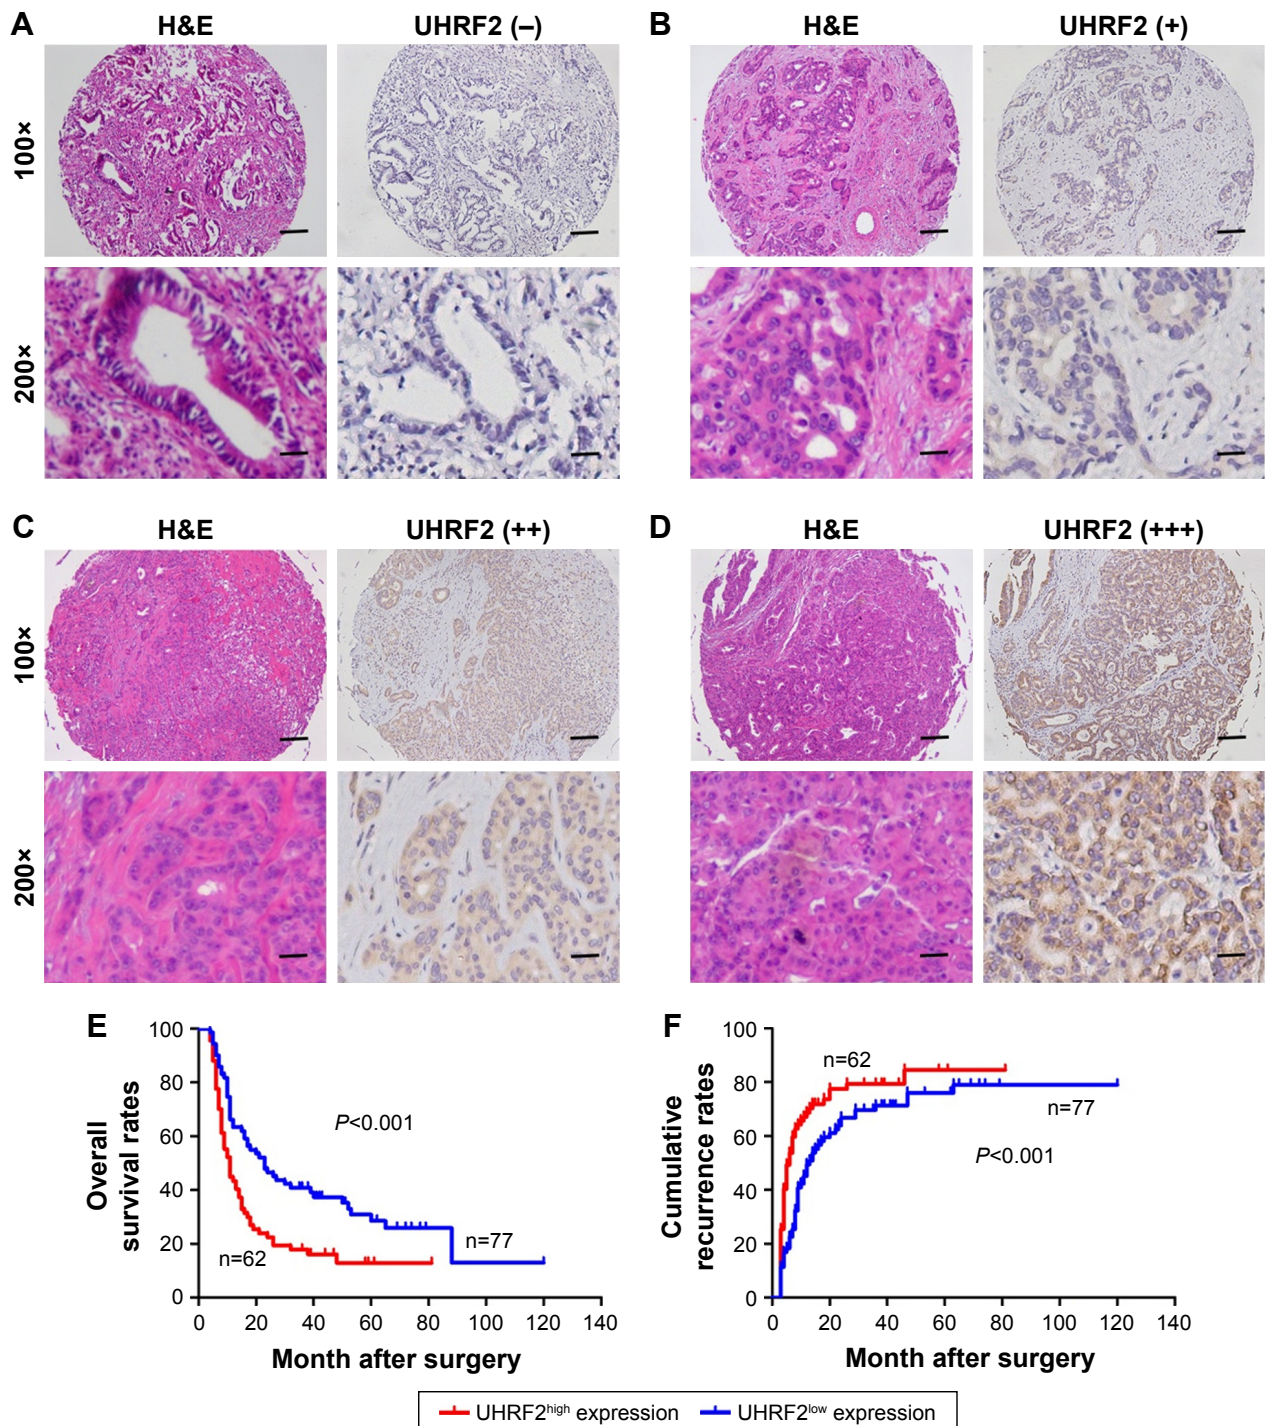 A H&E UHRF2 (–) B H&E UHRF2 (+)
100×
200×
C H&E UHRF2 (++) D H&E UHRF2 (+++)
100×
200×
E
Overall
survival rates
100
80
60
40
20
0
P<0.001
n=62
n=77
0 20 40 60 80 100 120 140
Month after surgery
F
Cumulative
recurrence rates
100
80
60
40
20
0
n=62
n=77
P<0.001
0 20 40 60 80 100 120 140
Month after surgery
UHRF2high expression UHRF2low expression